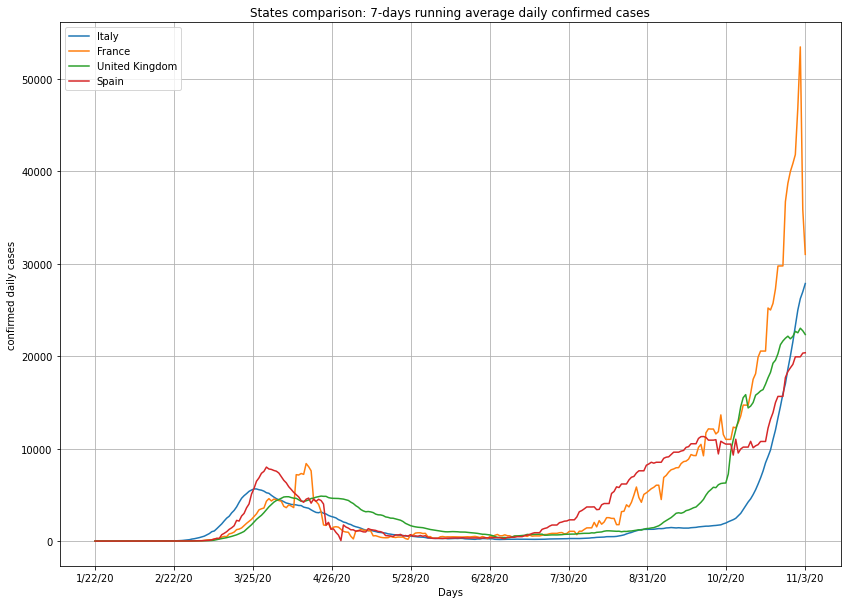 States comparison: 7-days running average daily confirmed cases
Italy
France
United Kingdom
Spain
confirmed daily cases
50000
40000
30000
20000
10000
0
1/22/20 2/22/20 3/25/20 4/26/20 5/28/20 6/28/20 7/30/20 8/31/20 10/2/20 11/3/20
Days